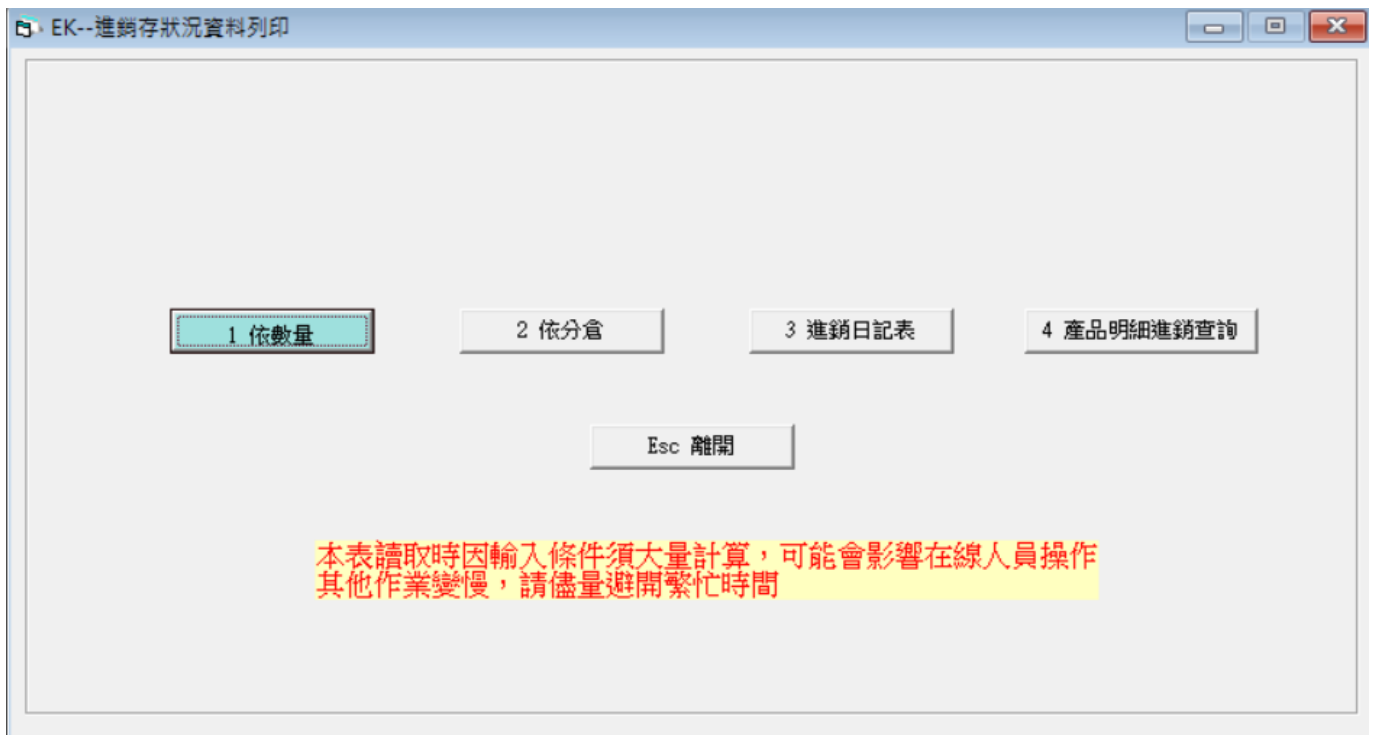 EK--進銷存狀況資料列印
1 依數量
2 依分倉
3 進銷日記表
4 產品明細進銷查詢
Esc 離開
本表讀取時因輸入條件須大量計算，可能會影響在線人員操作
其他作業變慢，請儘量避開繁忙時間